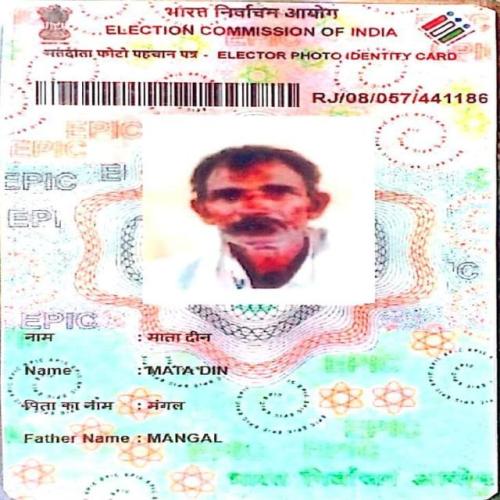 भारत निर्वाचन आयोग
ELECTION COMMISSION OF INDIA
मतदाता फोटो पहचान पत्र - ELECTOR PHOTO IDENTITY CARD
RJ/08/057/441186
EPIC
EPIC
EPIC
EPIC
नाम : माता दीन
Name : MATA DIN
पिता का नाम : मंगल
Father Name : MANGAL
EPIC
EPIC
भारत निर्वाचन आयोग